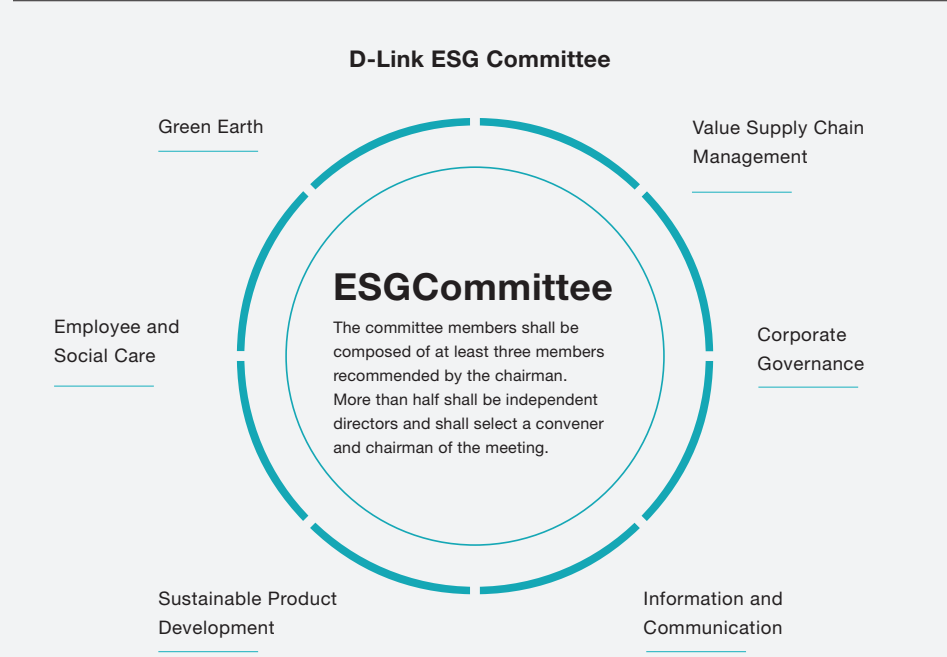 D-Link ESG Committee
Green Earth
Value Supply Chain
Management
ESGCommittee
The committee members shall be
composed of at least three members
recommended by the chairman.
More than half shall be independent
directors and shall select a convener
and chairman of the meeting.
Employee and
Social Care
Corporate
Governance
Sustainable Product
Development
Information and
Communication